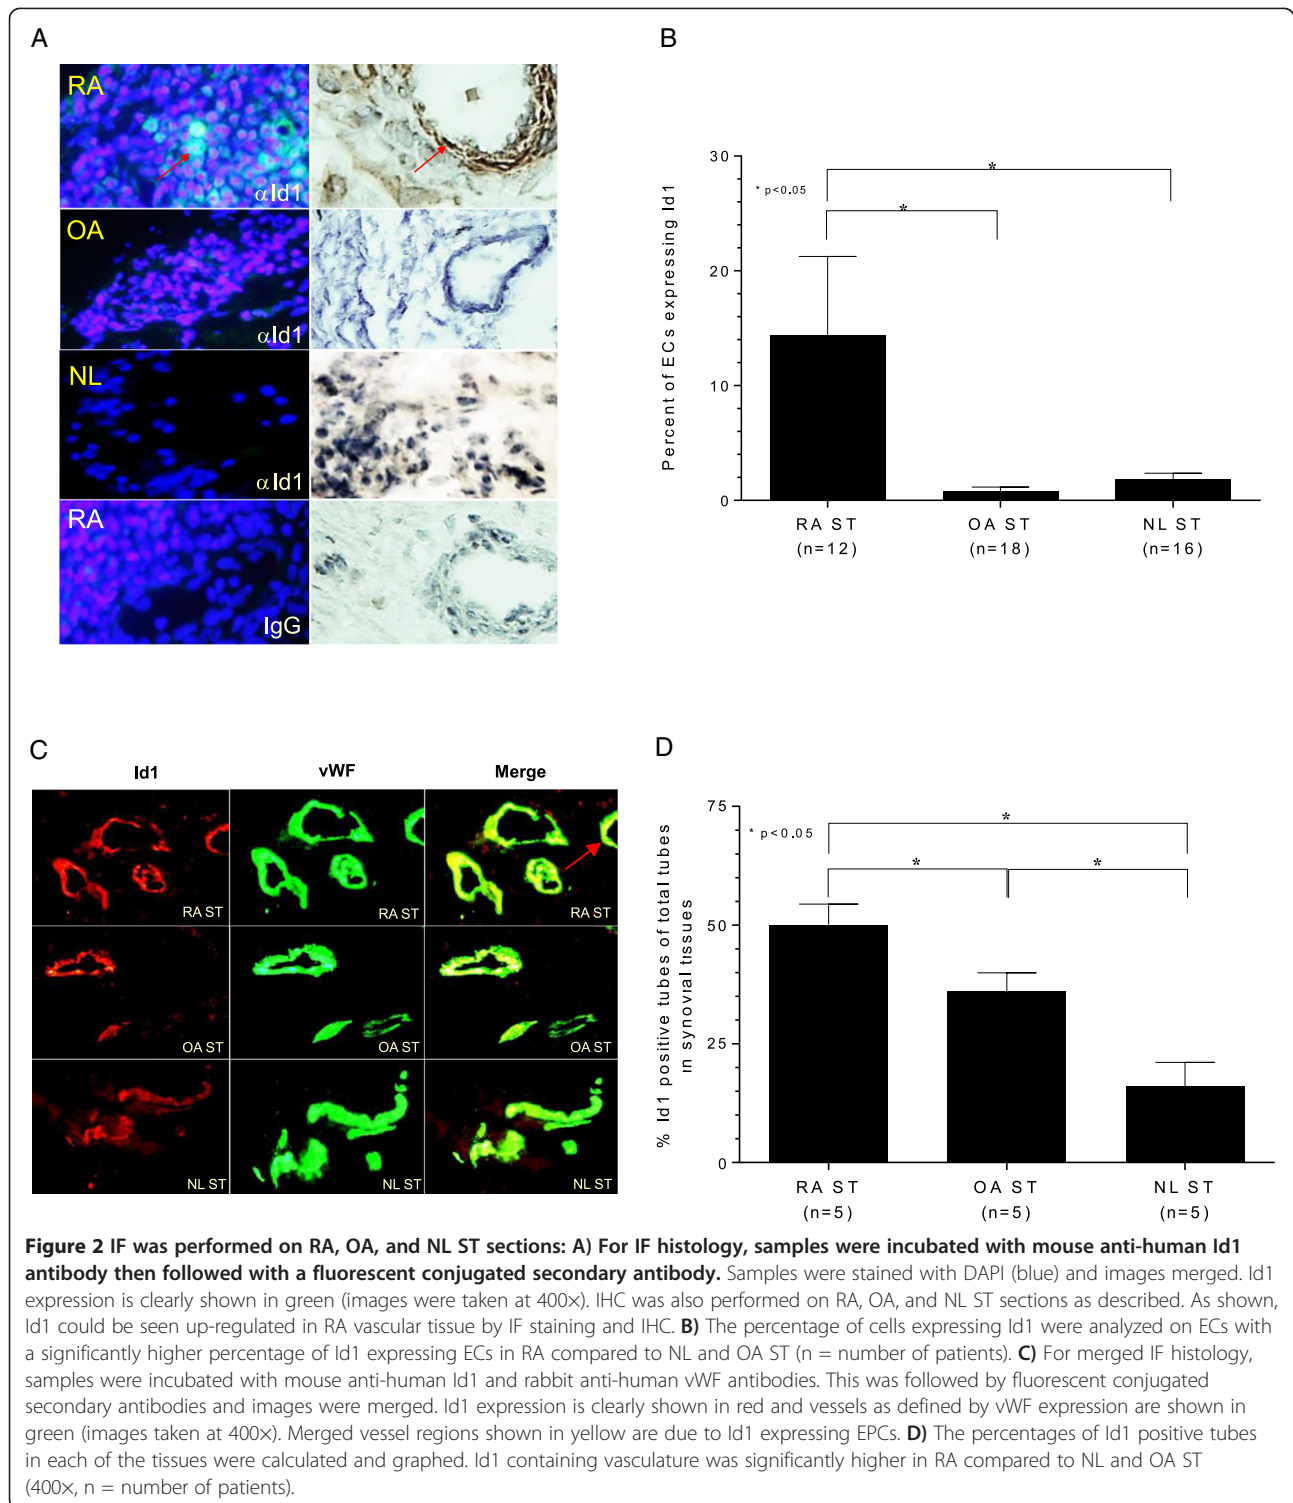 A
RA
αId1
OA
αId1
NL
αId1
RA
IgG
B
30
20
10
0
* p<0.05
*
*
Percent of ECs expressing Id1
RA ST
OA ST
NL ST
(n=12)
(n=18)
(n=16)
C
Id1
vWF
Merge
RA ST
RA ST
RA ST
OA ST
OA ST
OA ST
NL ST
NL ST
NL ST
D
75
50
25
0
* p<0.05
*
*
*
% Id1 positive tubes of total tubes
in synovial tissues
RA ST
OA ST
NL ST
(n=5)
(n=5)
(n=5)
Figure 2 IF was performed on RA, OA, and NL ST sections: A) For IF histology, samples were incubated with mouse anti-human Id1
antibody then followed with a fluorescent conjugated secondary antibody. Samples were stained with DAPI (blue) and images merged. Id1
expression is clearly shown in green (images were taken at 400×). IHC was also performed on RA, OA, and NL ST sections as described. As shown,
Id1 could be seen up-regulated in RA vascular tissue by IF staining and IHC. B) The percentage of cells expressing Id1 were analyzed on ECs with
a significantly higher percentage of Id1 expressing ECs in RA compared to NL and OA ST (n = number of patients). C) For merged IF histology,
samples were incubated with mouse anti-human Id1 and rabbit anti-human vWF antibodies. This was followed by fluorescent conjugated
secondary antibodies and images were merged. Id1 expression is clearly shown in red and vessels as defined by vWF expression are shown in
green (images taken at 400×). Merged vessel regions shown in yellow are due to Id1 expressing EPCs. D) The percentages of Id1 positive tubes
in each of the tissues were calculated and graphed. Id1 containing vasculature was significantly higher in RA compared to NL and OA ST
(400×, n = number of patients).